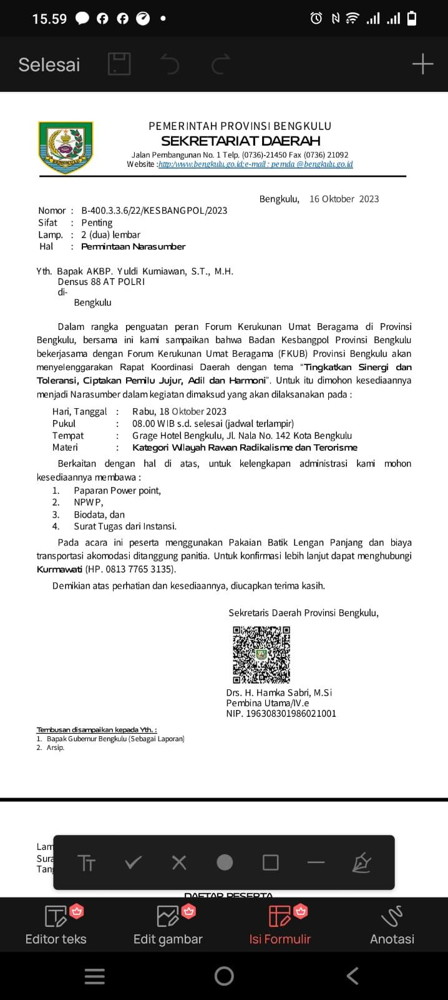 15.59
Selesai
PEMERINTAH PROVINSI BENGKULU
SEKRETARIAT DAERAH
Jalan Pembangunan No. 1 Telp. (0736)-21450 Fax (0736) 21092
Website :http:/www.bengkulu.go.id;e-mail : pemda @bengkulu.go.id
BENGKULU
Bengkulu, 16 Oktober 2023
Nomor : B-400.3.3.6/22/KESBANGPOL/2023
Sifat : Penting
Lamp. : 2 (dua) lembar
Hal : Permintaan Narasumber
Yth. Bapak AKBP. Yuldi Kurniawan, S.T., M.H.
Densus 88 AT POLRI
di-
Bengkulu
Dalam rangka penguatan peran Forum Kerukunan Umat Beragama di Provinsi
Bengkulu, bersama ini kami sampaikan bahwa Badan Kesbangpol Provinsi Bengkulu
bekerjasama dengan Forum Kerukunan Umat Beragama (FKUB) Provinsi Bengkulu akan
menyelenggarakan Rapat Koordinasi Daerah dengan tema “Tingkatkan Sinergi dan
Toleransi, Ciptakan Pemilu Jujur, Adil dan Harmoni”. Untuk itu dimohon kesediaannya
menjadi Narasumber dalam kegiatan dimaksud yang akan dilaksanakan pada :
Hari, Tanggal : Rabu, 18 Oktober 2023
Pukul : 08.00 WIB s.d. selesai (jadwal terlampir)
Tempat : Grage Hotel Bengkulu, Jl. Nala No. 142 Kota Bengkulu
Materi : Kategori Wilayah Rawan Radikalisme dan Terorisme
Berkaitan dengan hal di atas, untuk kelengkapan administrasi kami mohon
kesediaannya membawa :
1. Paparan Power point,
2. NPWP,
3. Biodata, dan
4. Surat Tugas dari Instansi.
Pada acara ini peserta menggunakan Pakaian Batik Lengan Panjang dan biaya
transportasi akomodasi ditanggung panitia. Untuk konfirmasi lebih lanjut dapat menghubungi
Kurmawati (HP. 0813 7765 3135).
Demikian atas perhatian dan kesediaannya, diucapkan terima kasih.
Sekretaris Daerah Provinsi Bengkulu,
Drs. H. Hamka Sabri, M.Si
Pembina Utama/IV.e
NIP. 196308301986021001
Tembusan disampaikan kepada Yth. :
1. Bapak Gubernur Bengkulu (Sebagai Laporan)
2. Arsip.
Lam
Sura
Tan
DAFTAR PESERTA
Editor teks
Edit gambar
Isi Formulir
Anotasi